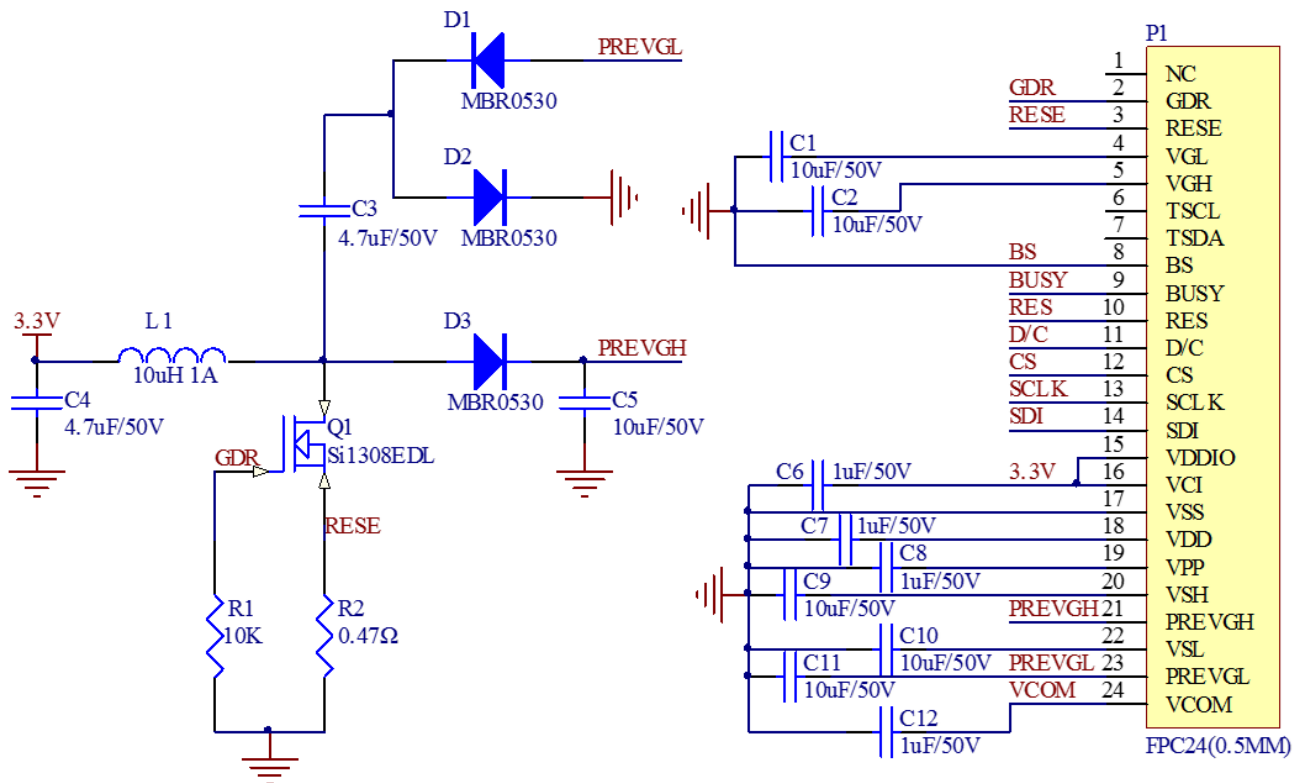 D1
PREVGL
MBR0530
D2
MBR0530
C3
4.7uF/50V
3.3V
L 1
10uH 1A
D3
PREVGH
MBR0530
C4
4.7uF/50V
C5
10uF/50V
Q1
Si1308EDL
GDR
RESE
R1
10K
R2
0.47Ω
P1
1 NC
GDR 2 GDR
RESE 3 RESE
4 VGL
5 VGH
6 TSCL
7 TSDA
BS 8 BS
BUSY 9 BUSY
RES 10 RES
D/C 11 D/C
CS 12 CS
SCLK 13 SCLK
SDI 14 SDI
15 VDDIO
3.3V 16 VCI
17 VSS
18 VDD
19 VPP
20 VSH
PREVGH 21 PREVGH
22 VSL
PREVGL 23 PREVGL
VCOM 24 VCOM
FPC24(0.5MM)
C1
10uF/50V
C2
10uF/50V
C6 1uF/50V
C7 1uF/50V
C8
1uF/50V
C9
10uF/50V
C10
10uF/50V
C11
10uF/50V
C12
1uF/50V